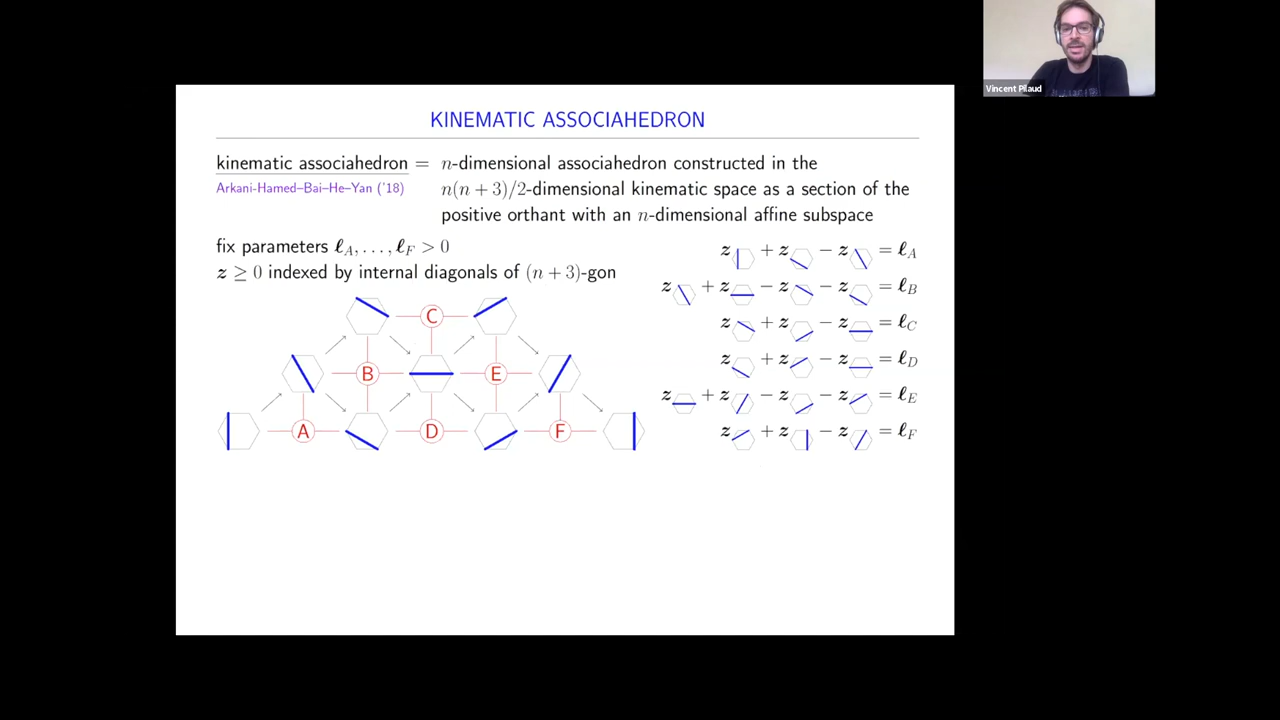 KINEMATIC ASSOCIAHEDRON
kinematic associahedron = n-dimensional associahedron constructed in the
Arkani-Hamed–Bai–He–Yan ('18)
n(n + 3)/2-dimensional kinematic space as a section of the
positive orthant with an n-dimensional affine subspace
fix parameters ℓ_A, . . . , ℓ_F > 0
z ≥ 0 indexed by internal diagonals of (n + 3)-gon
z + z − z = ℓ_A
z + z − z − z = ℓ_B
z + z − z = ℓ_C
z + z − z = ℓ_D
z + z − z − z = ℓ_E
z + z − z = ℓ_F
C
B E
A D F
Vincent Pilaud